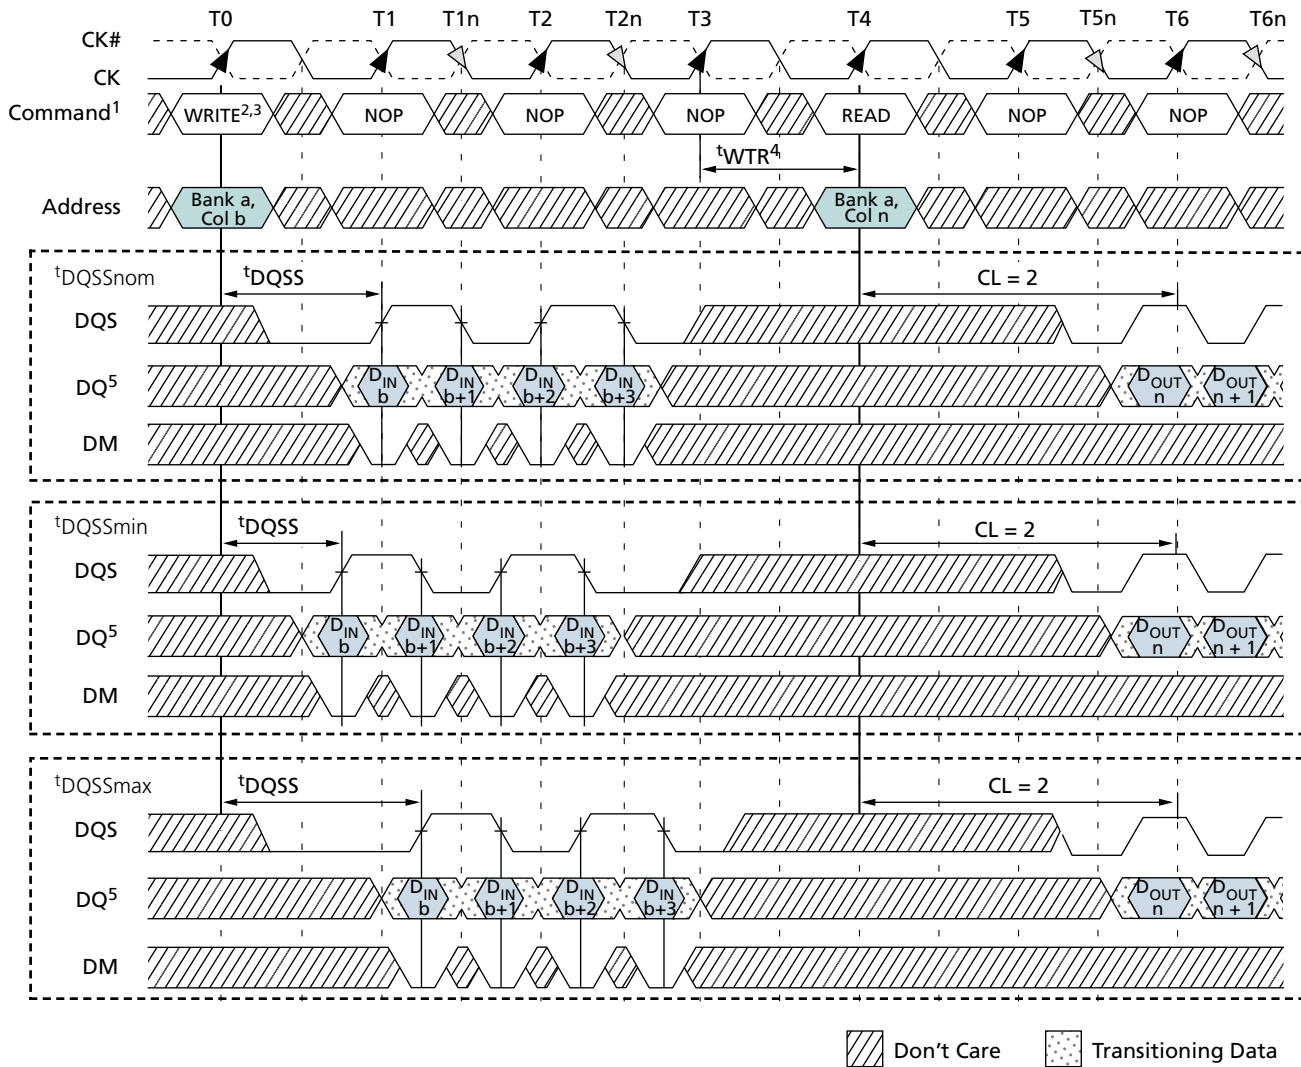 T0 T1 T1n T2 T2n T3 T4 T5 T5n T6 T6n
CK#
CK
Command1 WRITE2,3 NOP NOP NOP READ NOP NOP
tWTR4
Address Bank a, Col b Bank a, Col n
tDQSSnom tDQSS CL = 2
DQS
DQ5 DIN b DIN b+1 DIN b+2 DIN b+3 DOUT n DOUT n + 1
DM
tDQSSmin tDQSS CL = 2
DQS
DQ5 DIN b DIN b+1 DIN b+2 DIN b+3 DOUT n DOUT n + 1
DM
tDQSSmax tDQSS CL = 2
DQS
DQ5 DIN b DIN b+1 DIN b+2 DIN b+3 DOUT n DOUT n + 1
DM
Don't Care Transitioning Data